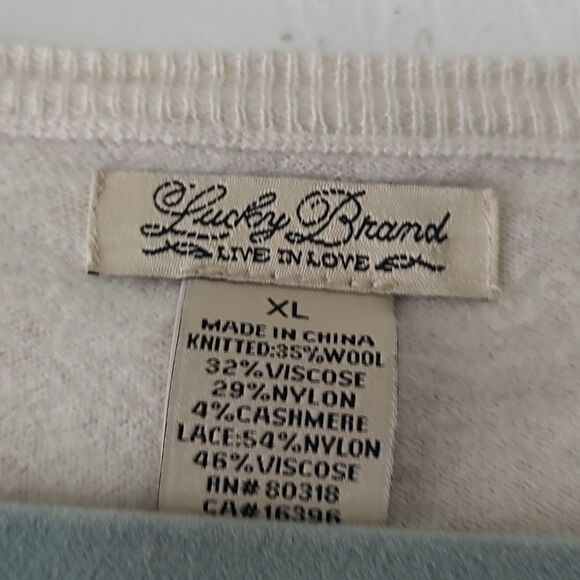 Lucky Brand
LIVE IN LOVE
XL
MADE IN CHINA
KNITTED:35%WOOL
32%VISCOSE
29%NYLON
4%CASHMERE
LACE:54%NYLON
46%VISCOSE
RN# 80318
CA#16396